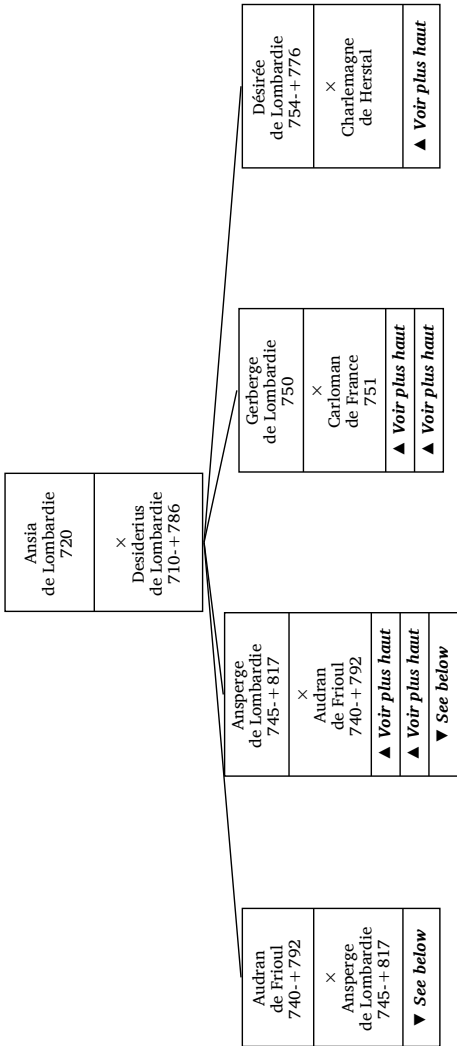 Ansia
de Lombardie
720
×
Desiderius
de Lombardie
710-+786
Audran
de Frioul
740-+792
×
Ansperge
de Lombardie
745-+817
▼ See below
Ansperge
de Lombardie
745-+817
×
Audran
de Frioul
740-+792
▲ Voir plus haut
▲ Voir plus haut
▼ See below
Gerberge
de Lombardie
750
×
Carloman
de France
751
▲ Voir plus haut
▲ Voir plus haut
Désirée
de Lombardie
754-+776
×
Charlemagne
de Herstal
▲ Voir plus haut